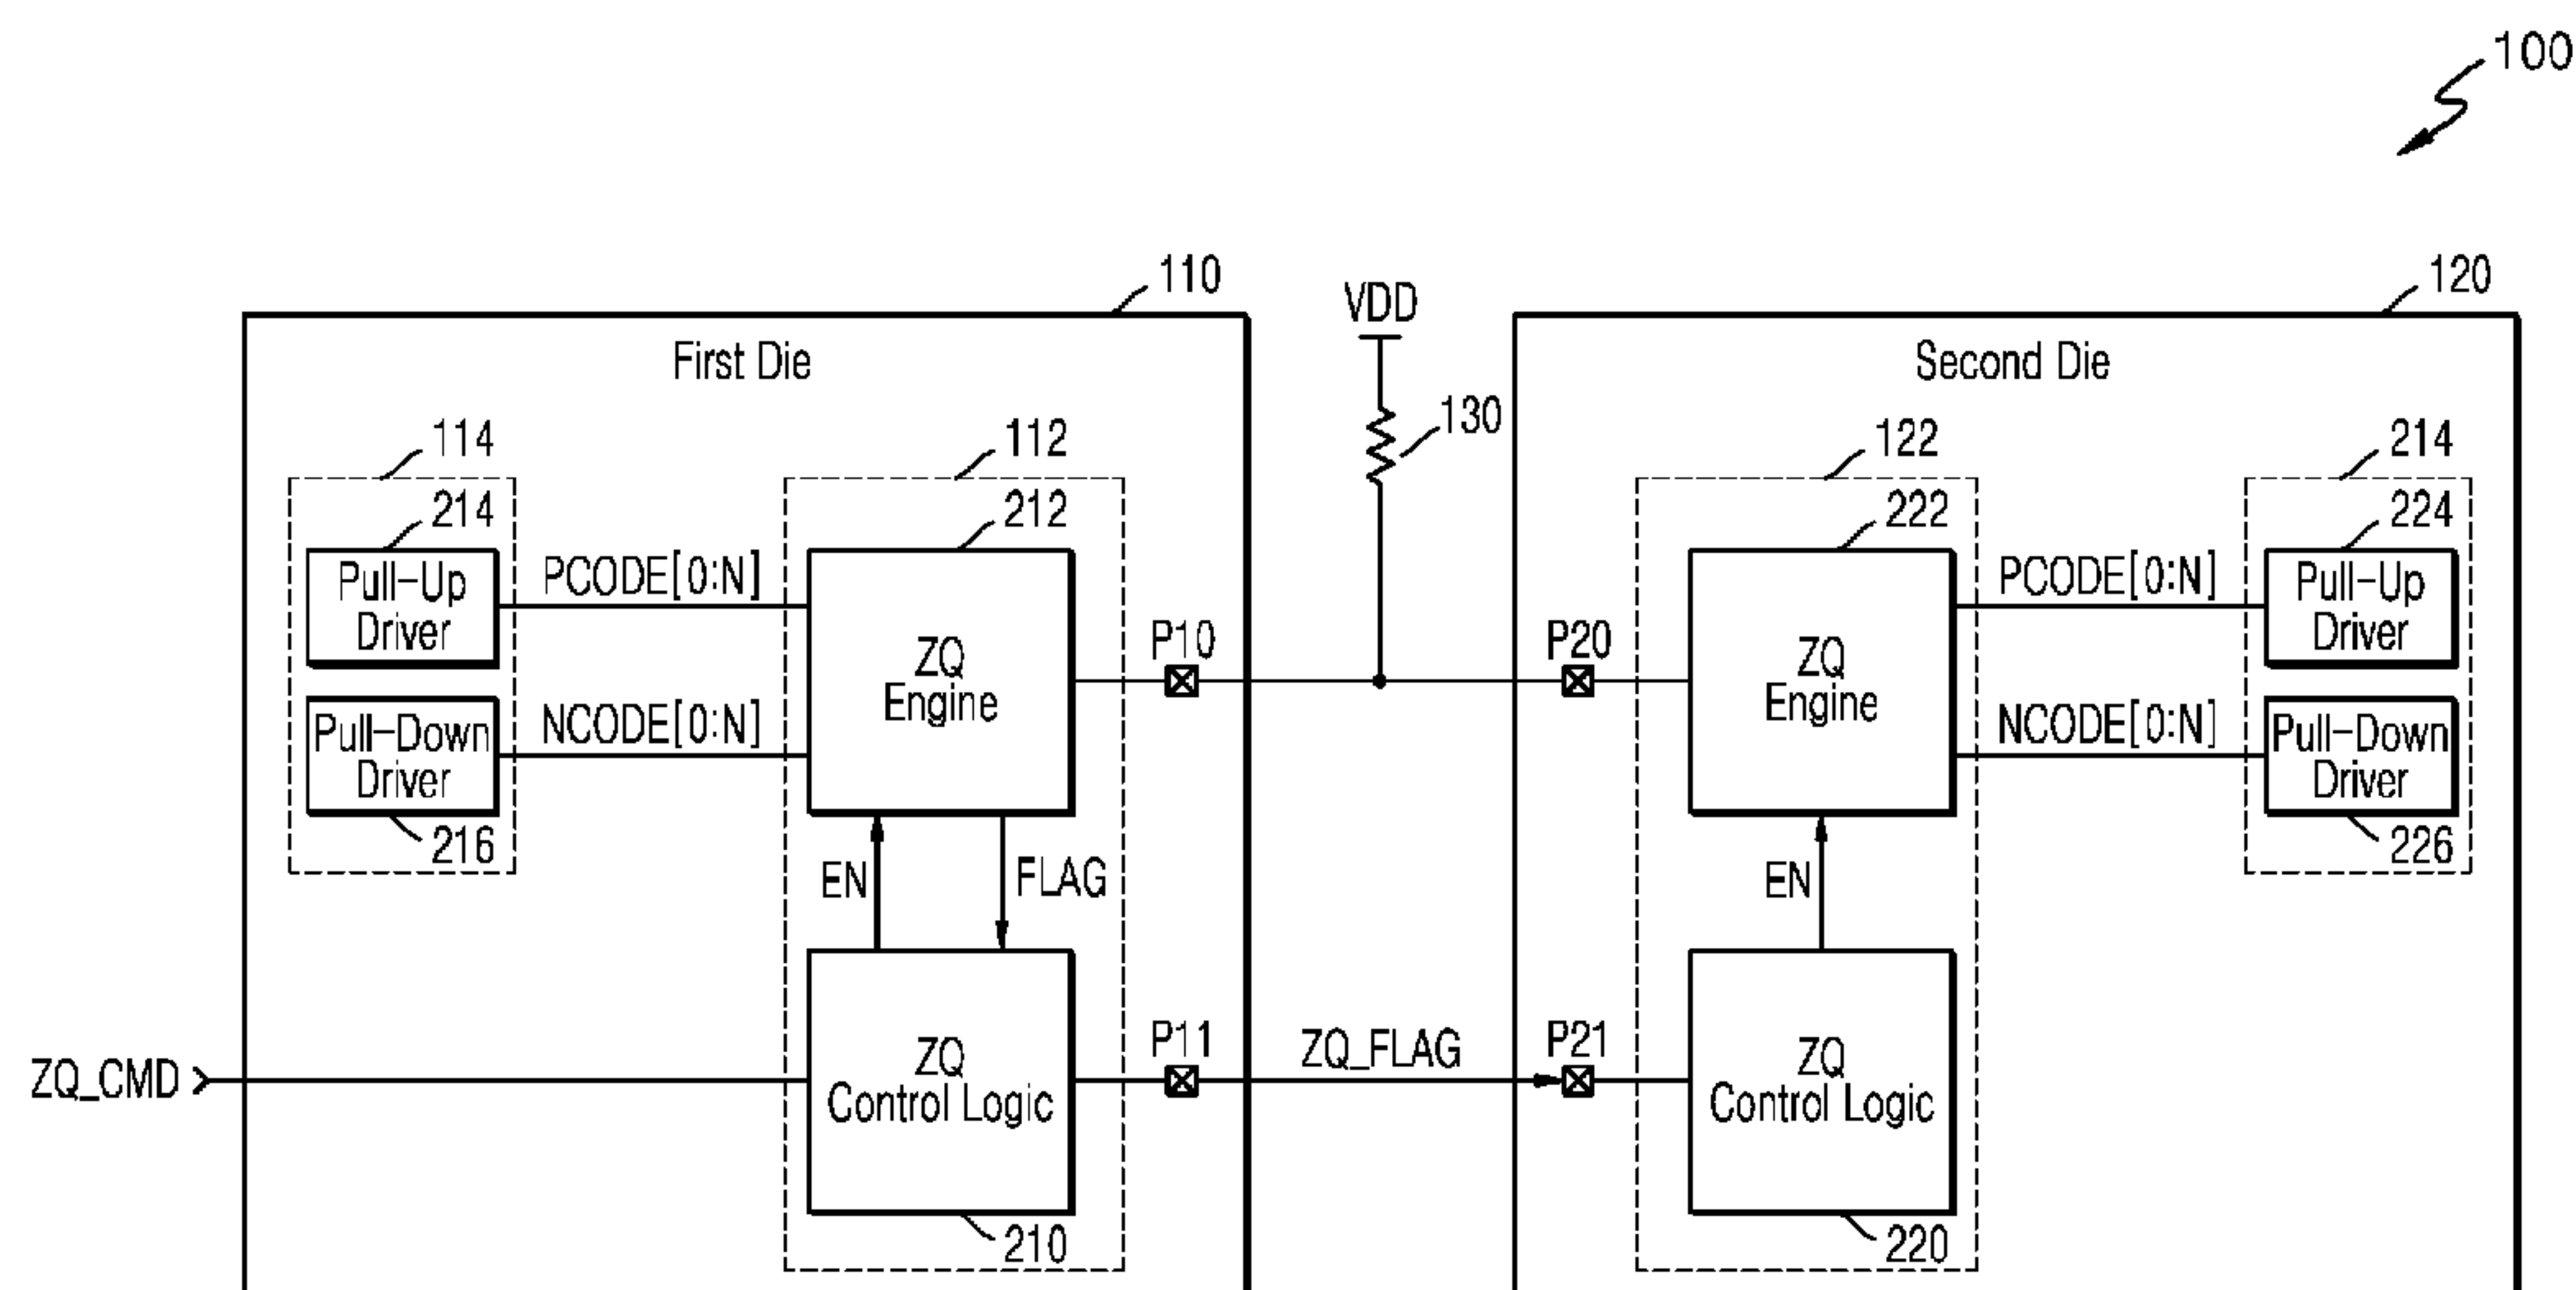 100
110
120
VDD
First Die
Second Die
130
114
112
122
214
214
212
222
224
Pull-Up
Driver
PCODE[0:N]
ZQ
Engine
P10
P20
ZQ
Engine
PCODE[0:N]
Pull-Up
Driver
Pull-Down
Driver
NCODE[0:N]
NCODE[0:N]
Pull-Down
Driver
216
226
EN
FLAG
EN
ZQ_CMD
ZQ
Control Logic
P11
ZQ_FLAG
P21
ZQ
Control Logic
210
220